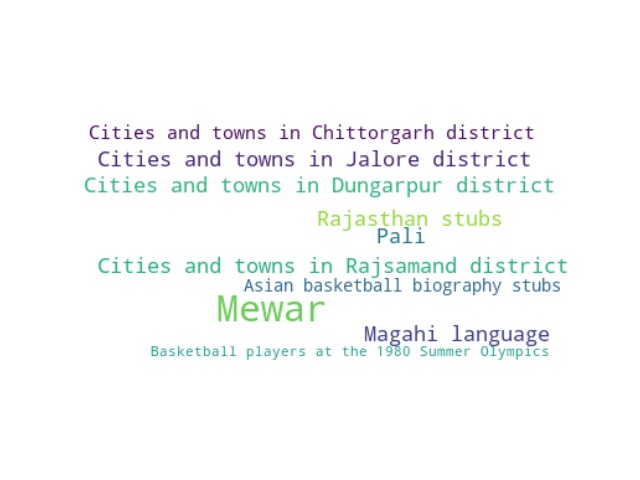 Cities and towns in Chittorgarh district
Cities and towns in Jalore district
Cities and towns in Dungarpur district
Rajasthan stubs
Pali
Cities and towns in Rajsamand district
Asian basketball biography stubs
Mewar
Magahi language
Basketball players at the 1980 Summer Olympics